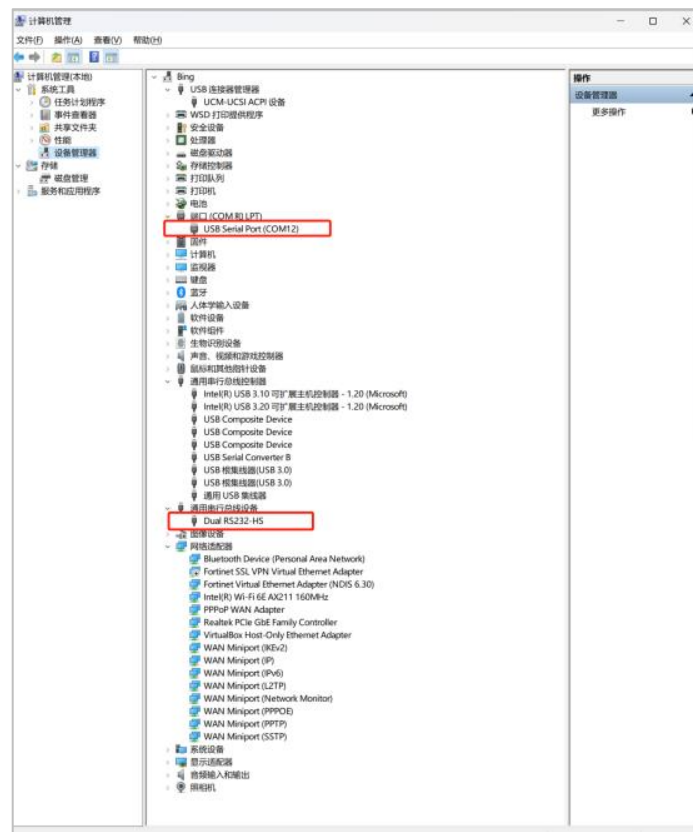 计算机管理
文件(F) 操作(A) 查看(V) 帮助(H)
计算机管理(本地)
系统工具
任务计划程序
事件查看器
共享文件夹
性能
设备管理器
存储
磁盘管理
服务和应用程序
Bing
USB 连接器管理器
UCM-UCSI ACPI 设备
WSD 打印提供程序
安全设备
处理器
磁盘驱动器
存储控制器
打印队列
打印机
电池
端口 (COM 和 LPT)
USB Serial Port (COM12)
固件
计算机
监视器
键盘
蓝牙
人体学输入设备
软件设备
软件组件
生物识别设备
声音、视频和游戏控制器
鼠标和其他指针设备
通用串行总线控制器
Intel(R) USB 3.10 可扩展主机控制器 - 1.20 (Microsoft)
Intel(R) USB 3.20 可扩展主机控制器 - 1.20 (Microsoft)
USB Composite Device
USB Composite Device
USB Composite Device
USB Serial Converter B
USB 根集线器(USB 3.0)
USB 根集线器(USB 3.0)
通用 USB 集线器
通用串行总线设备
Dual RS232-HS
图像设备
网络适配器
Bluetooth Device (Personal Area Network)
Fortinet SSL VPN Virtual Ethernet Adapter
Fortinet Virtual Ethernet Adapter (NDIS 6.30)
Intel(R) Wi-Fi 6E AX211 160MHz
PPPoP WAN Adapter
Realtek PCIe GbE Family Controller
VirtualBox Host-Only Ethernet Adapter
WAN Miniport (IKEv2)
WAN Miniport (IP)
WAN Miniport (IPv6)
WAN Miniport (L2TP)
WAN Miniport (Network Monitor)
WAN Miniport (PPPOE)
WAN Miniport (PPTP)
WAN Miniport (SSTP)
系统设备
显示适配器
音频输入和输出
照相机
操作
设备管理器
更多操作